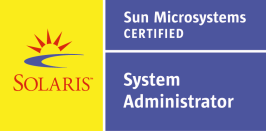 Sun Microsystems
CERTIFIED
SOLARIS™
System
Administrator